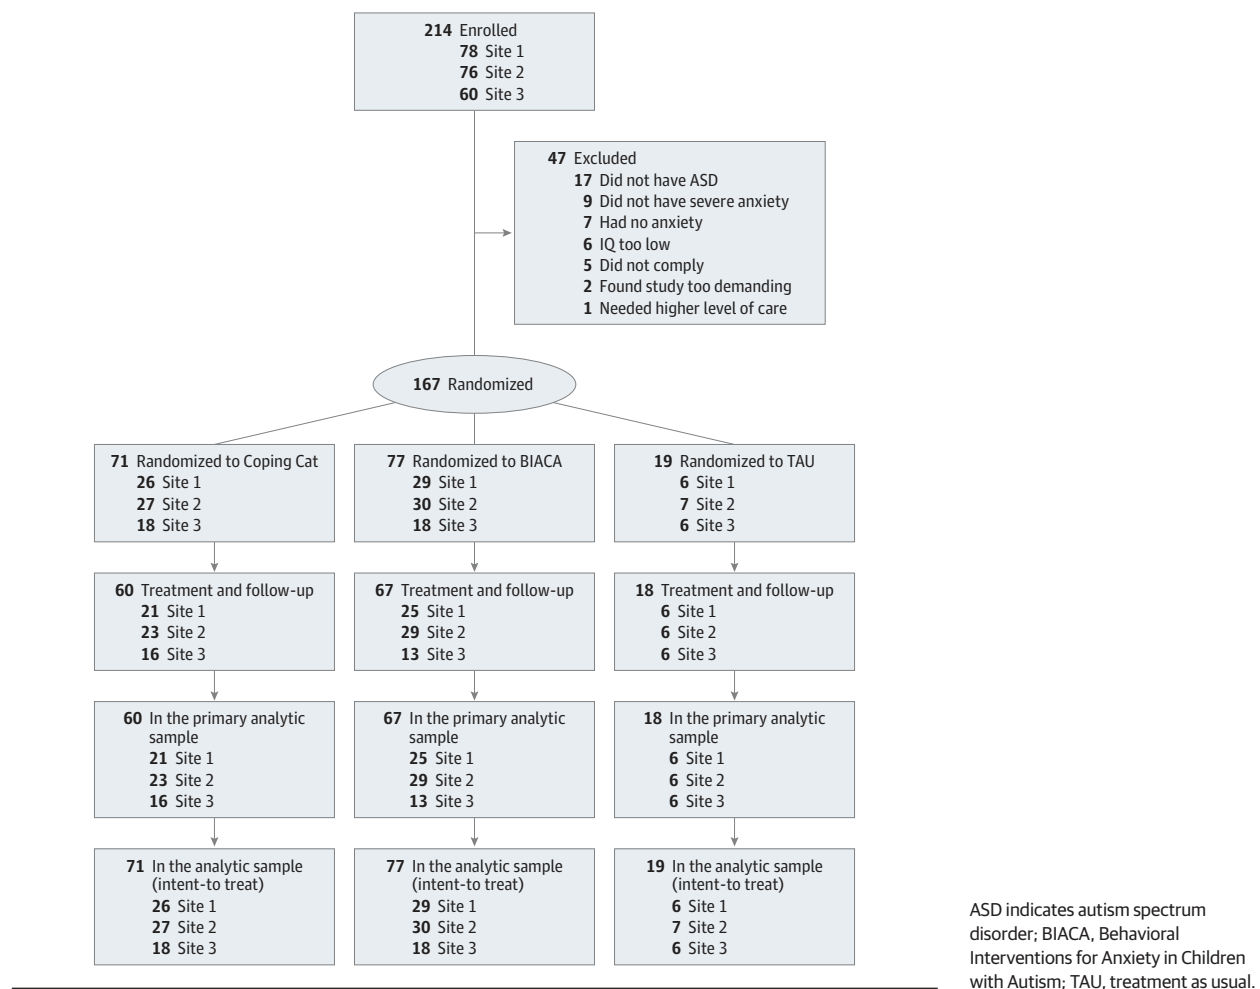 214 Enrolled
78 Site 1
76 Site 2
60 Site 3
47 Excluded
17 Did not have ASD
9 Did not have severe anxiety
7 Had no anxiety
6 IQ too low
5 Did not comply
2 Found study too demanding
1 Needed higher level of care
167 Randomized
71 Randomized to Coping Cat
26 Site 1
27 Site 2
18 Site 3
77 Randomized to BIACA
29 Site 1
30 Site 2
18 Site 3
19 Randomized to TAU
6 Site 1
7 Site 2
6 Site 3
60 Treatment and follow-up
21 Site 1
23 Site 2
16 Site 3
67 Treatment and follow-up
25 Site 1
29 Site 2
13 Site 3
18 Treatment and follow-up
6 Site 1
6 Site 2
6 Site 3
60 In the primary analytic
sample
21 Site 1
23 Site 2
16 Site 3
67 In the primary analytic
sample
25 Site 1
29 Site 2
13 Site 3
18 In the primary analytic
sample
6 Site 1
6 Site 2
6 Site 3
71 In the analytic sample
(intent-to treat)
26 Site 1
27 Site 2
18 Site 3
77 In the analytic sample
(intent-to treat)
29 Site 1
30 Site 2
18 Site 3
19 In the analytic sample
(intent-to treat)
6 Site 1
7 Site 2
6 Site 3
ASD indicates autism spectrum
disorder; BIACA, Behavioral
Interventions for Anxiety in Children
with Autism; TAU, treatment as usual.